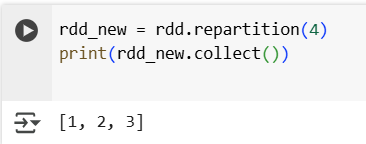 rdd_new = rdd.repartition(4)
print(rdd_new.collect())
[1, 2, 3]